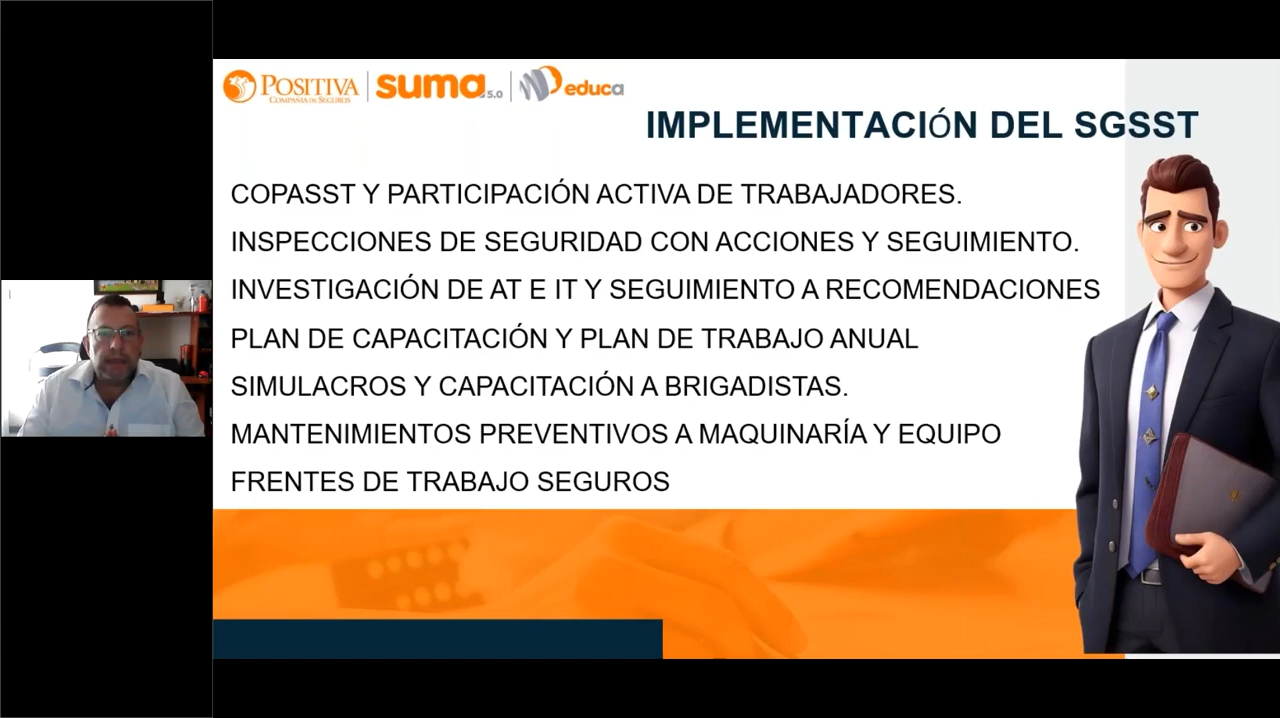 POSITIVA
COMPAÑÍA DE SEGUROS
suma 5.0
educa
IMPLEMENTACIÓN DEL SGSST
COPASST Y PARTICIPACIÓN ACTIVA DE TRABAJADORES.
INSPECCIONES DE SEGURIDAD CON ACCIONES Y SEGUIMIENTO.
INVESTIGACIÓN DE AT E IT Y SEGUIMIENTO A RECOMENDACIONES
PLAN DE CAPACITACIÓN Y PLAN DE TRABAJO ANUAL
SIMULACROS Y CAPACITACIÓN A BRIGADISTAS.
MANTENIMIENTOS PREVENTIVOS A MAQUINARÍA Y EQUIPO
FRENTES DE TRABAJO SEGUROS